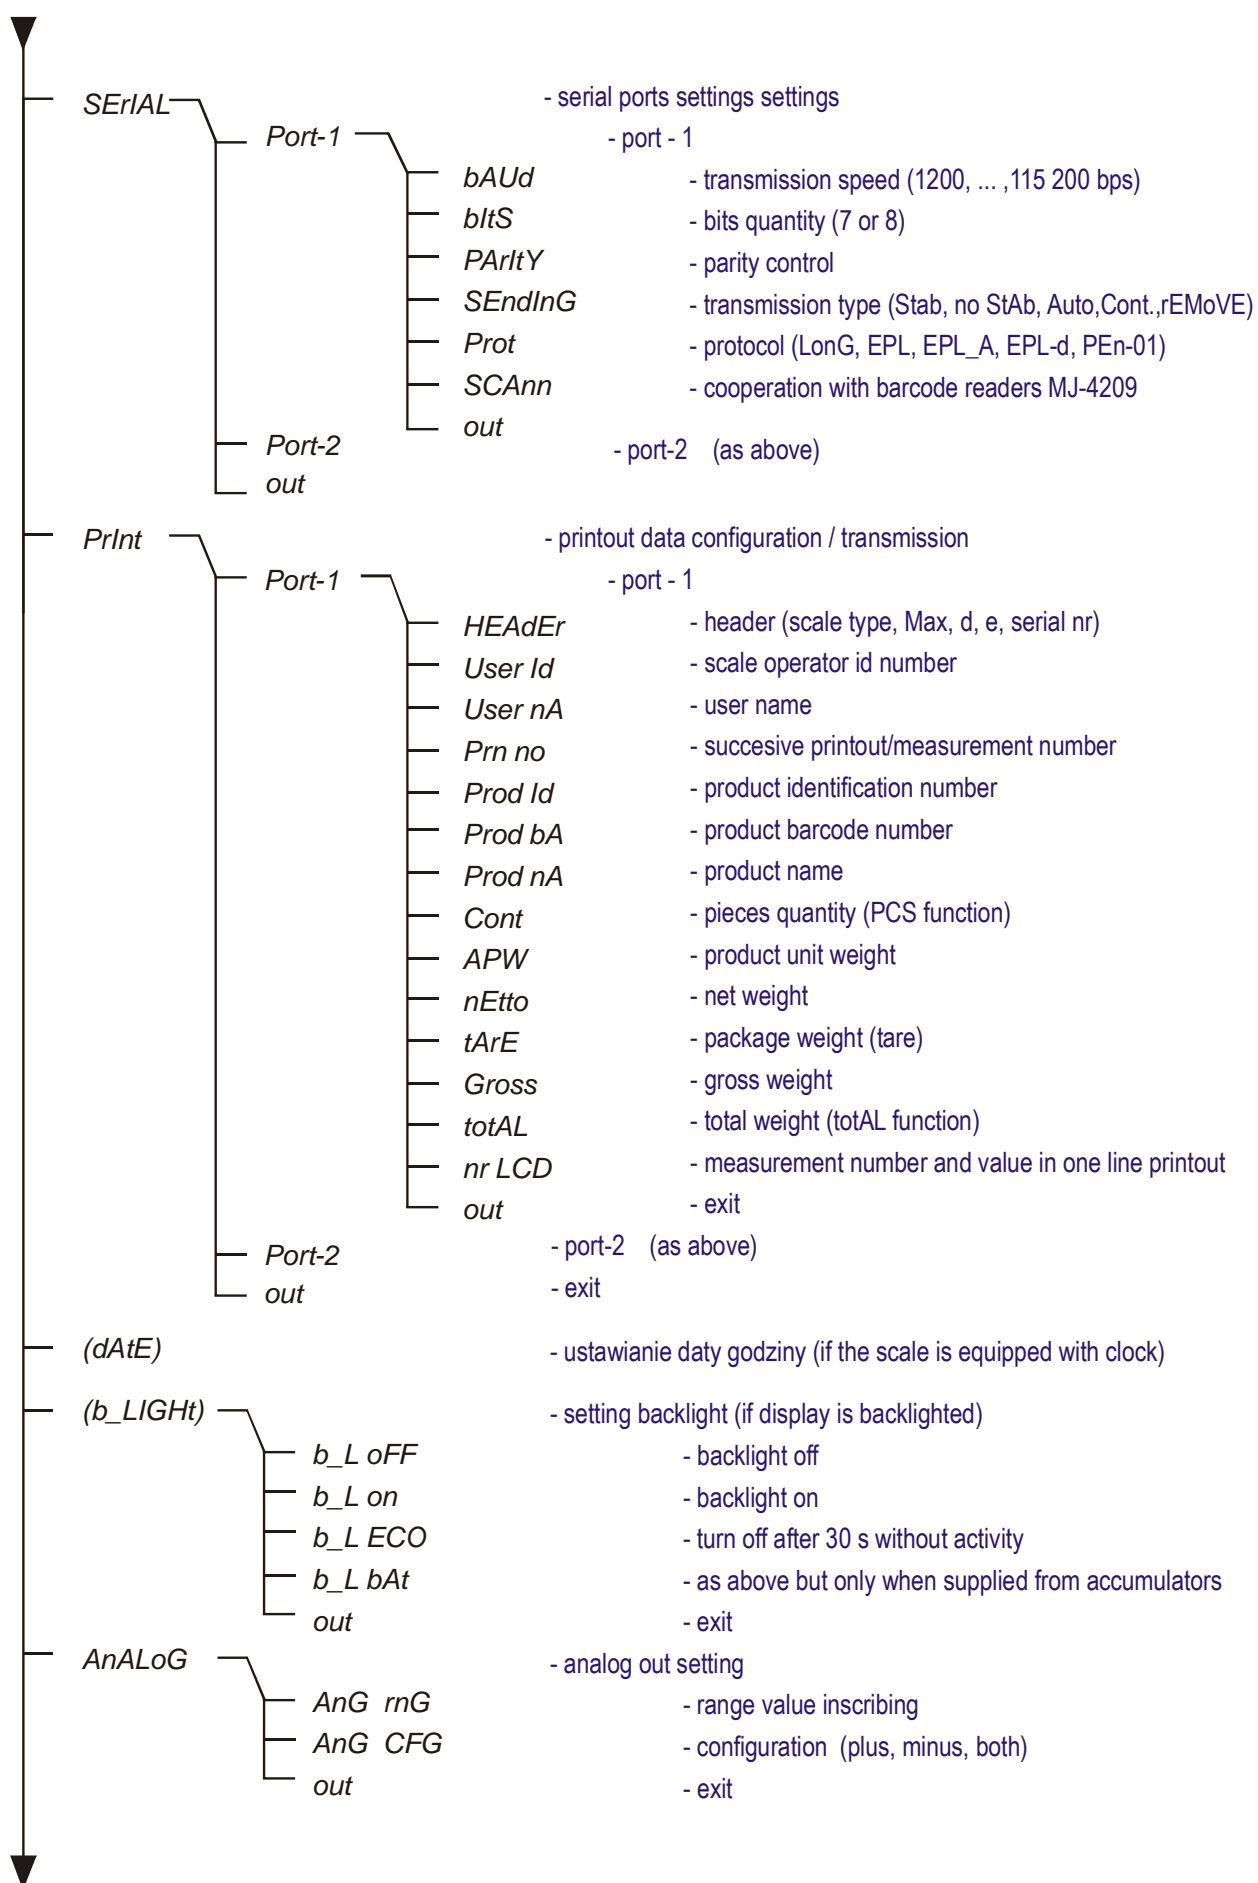 SErIAL - serial ports settings settings
Port-1 - port - 1
bAUd - transmission speed (1200, ... ,115 200 bps)
bItS - bits quantity (7 or 8)
PArItY - parity control
SEndInG - transmission type (Stab, no StAb, Auto,Cont.,rEMoVE)
Prot - protocol (LonG, EPL, EPL_A, EPL-d, PEn-01)
SCAnn - cooperation with barcode readers MJ-4209
out
Port-2 - port-2 (as above)
out
PrInt - printout data configuration / transmission
Port-1 - port - 1
HEAdEr - header (scale type, Max, d, e, serial nr)
User Id - scale operator id number
User nA - user name
Prn no - succesive printout/measurement number
Prod Id - product identification number
Prod bA - product barcode number
Prod nA - product name
Cont - pieces quantity (PCS function)
APW - product unit weight
nEtto - net weight
tArE - package weight (tare)
Gross - gross weight
totAL - total weight (totAL function)
nr LCD - measurement number and value in one line printout
out - exit
Port-2 - port-2 (as above)
out - exit
(dAtE) - ustawianie daty godziny (if the scale is equipped with clock)
(b_LIGHt) - setting backlight (if display is backlighted)
b_L oFF - backlight off
b_L on - backlight on
b_L ECO - turn off after 30 s without activity
b_L bAt - as above but only when supplied from accumulators
out - exit
AnALoG - analog out setting
AnG rnG - range value inscribing
AnG CFG - configuration (plus, minus, both)
out - exit